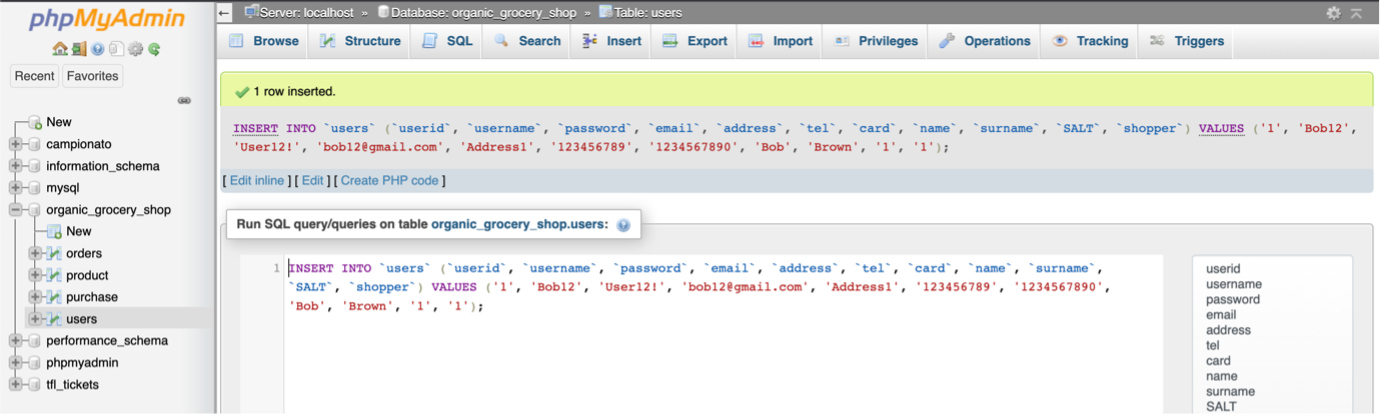 phpMyAdmin
Recent Favorites
New
campionato
information_schema
mysql
organic_grocery_shop
New
orders
product
purchase
users
performance_schema
phpmyadmin
tfl_tickets
Server: localhost » Database: organic_grocery_shop » Table: users
Browse Structure SQL Search Insert Export Import Privileges Operations Tracking Triggers
1 row inserted.
INSERT INTO `users` (`userid`, `username`, `password`, `email`, `address`, `tel`, `card`, `name`, `surname`, `SALT`, `shopper`) VALUES ('1', 'Bob12',
'User12!', 'bob12@gmail.com', 'Address1', '123456789', '1234567890', 'Bob', 'Brown', '1', '1');
[ Edit inline ] [ Edit ] [ Create PHP code ]
Run SQL query/queries on table organic_grocery_shop.users:
1 INSERT INTO `users` (`userid`, `username`, `password`, `email`, `address`, `tel`, `card`, `name`, `surname`,
`SALT`, `shopper`) VALUES ('1', 'Bob12', 'User12!', 'bob12@gmail.com', 'Address1', '123456789', '1234567890',
'Bob', 'Brown', '1', '1');
userid
username
password
email
address
tel
card
name
surname
SALT